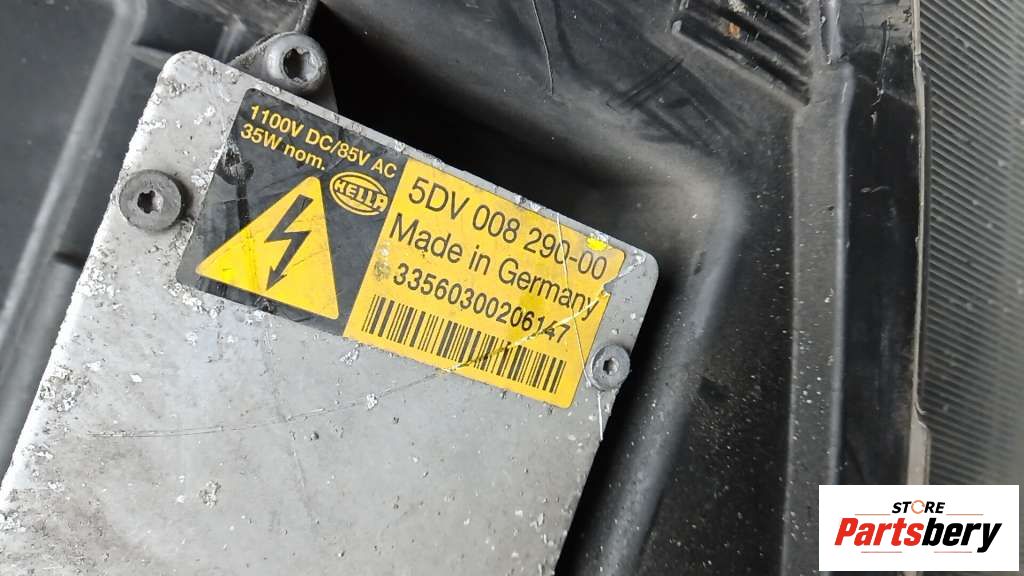 1100V DC/85V AC
35W nom.
HELLA
5DV 008 290-00
Made in Germany
33560300206147
STORE
Partsbery